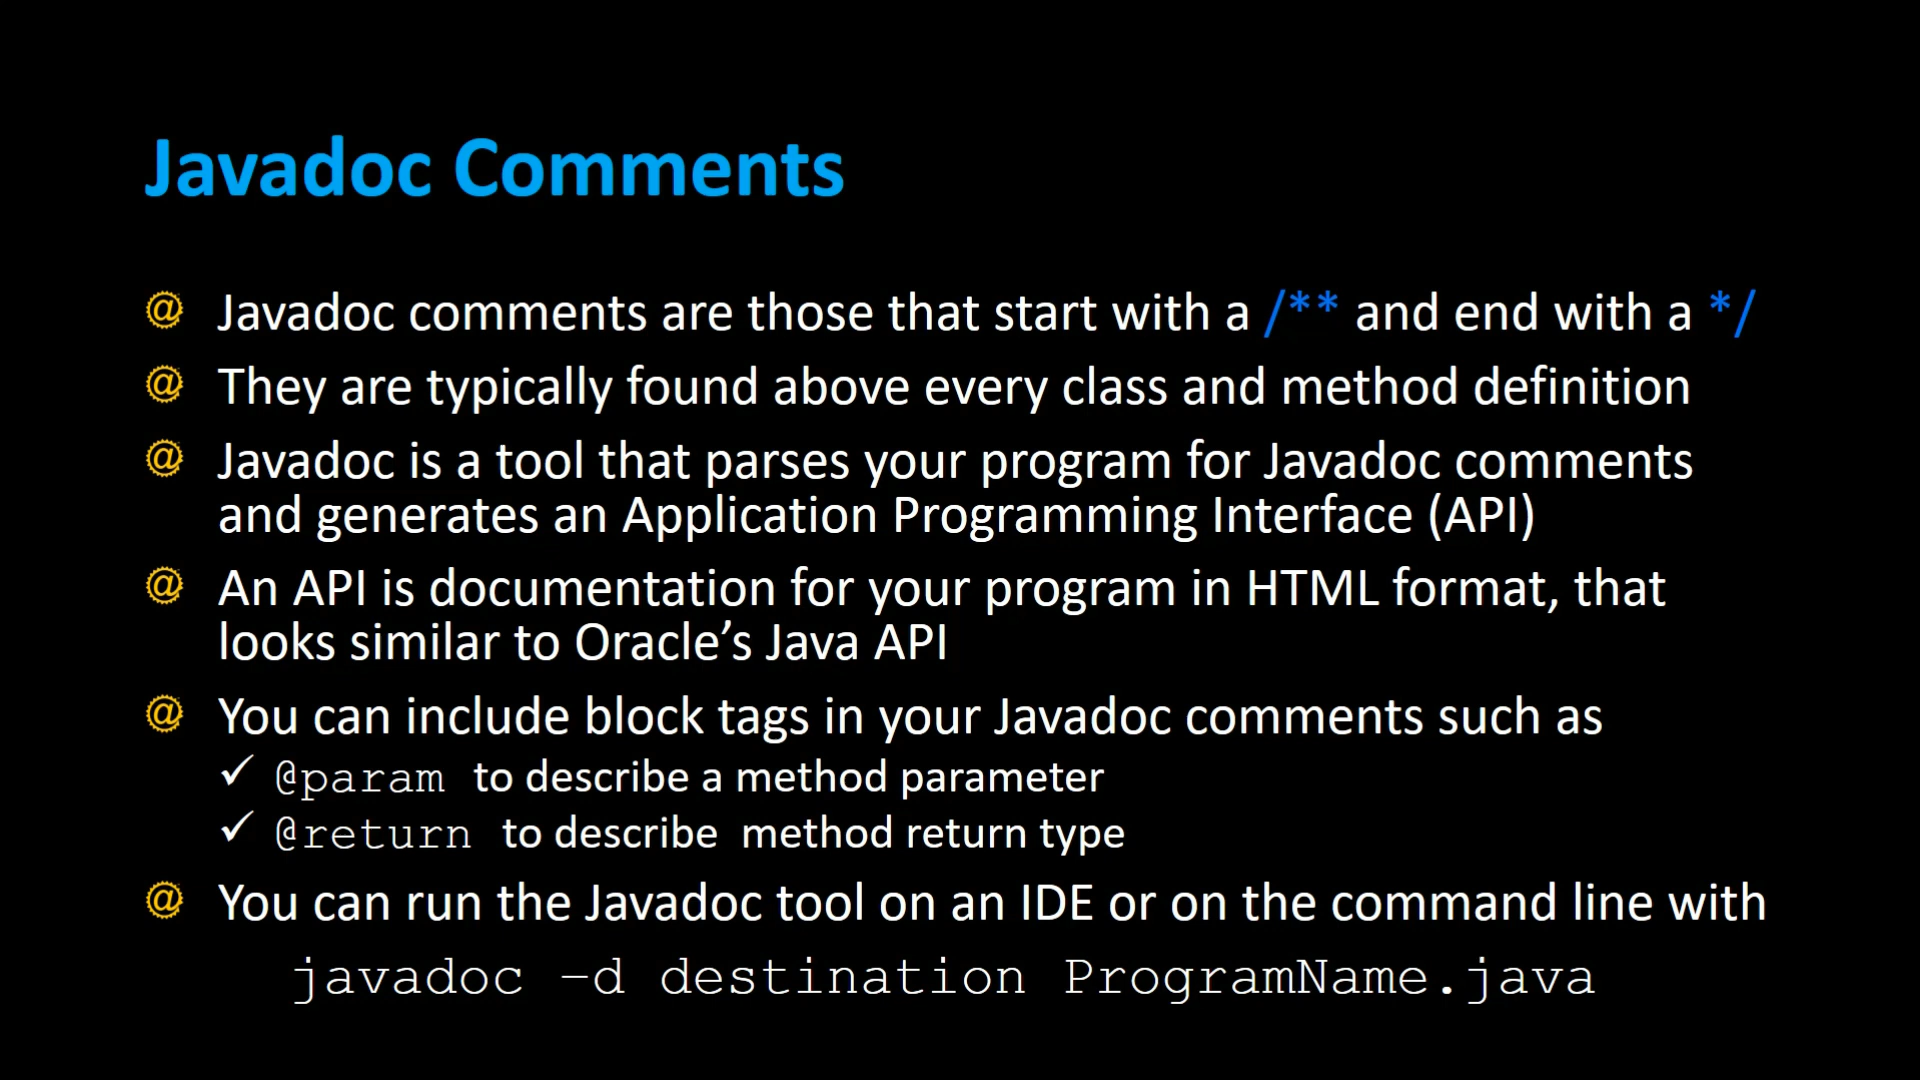 Javadoc Comments
@ Javadoc comments are those that start with a /** and end with a */
@ They are typically found above every class and method definition
@ Javadoc is a tool that parses your program for Javadoc comments
and generates an Application Programming Interface (API)
@ An API is documentation for your program in HTML format, that
looks similar to Oracle’s Java API
@ You can include block tags in your Javadoc comments such as
✓ @param to describe a method parameter
✓ @return to describe method return type
@ You can run the Javadoc tool on an IDE or on the command line with
javadoc –d destination ProgramName.java